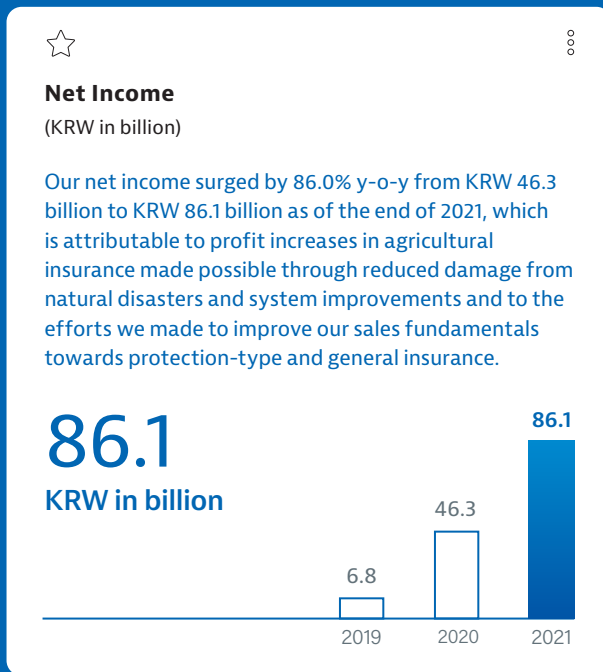 Net Income
(KRW in billion)
Our net income surged by 86.0% y-o-y from KRW 46.3
billion to KRW 86.1 billion as of the end of 2021, which
is attributable to profit increases in agricultural
insurance made possible through reduced damage from
natural disasters and system improvements and to the
efforts we made to improve our sales fundamentals
towards protection-type and general insurance.
86.1
KRW in billion
86.1
46.3
6.8
2019 2020 2021